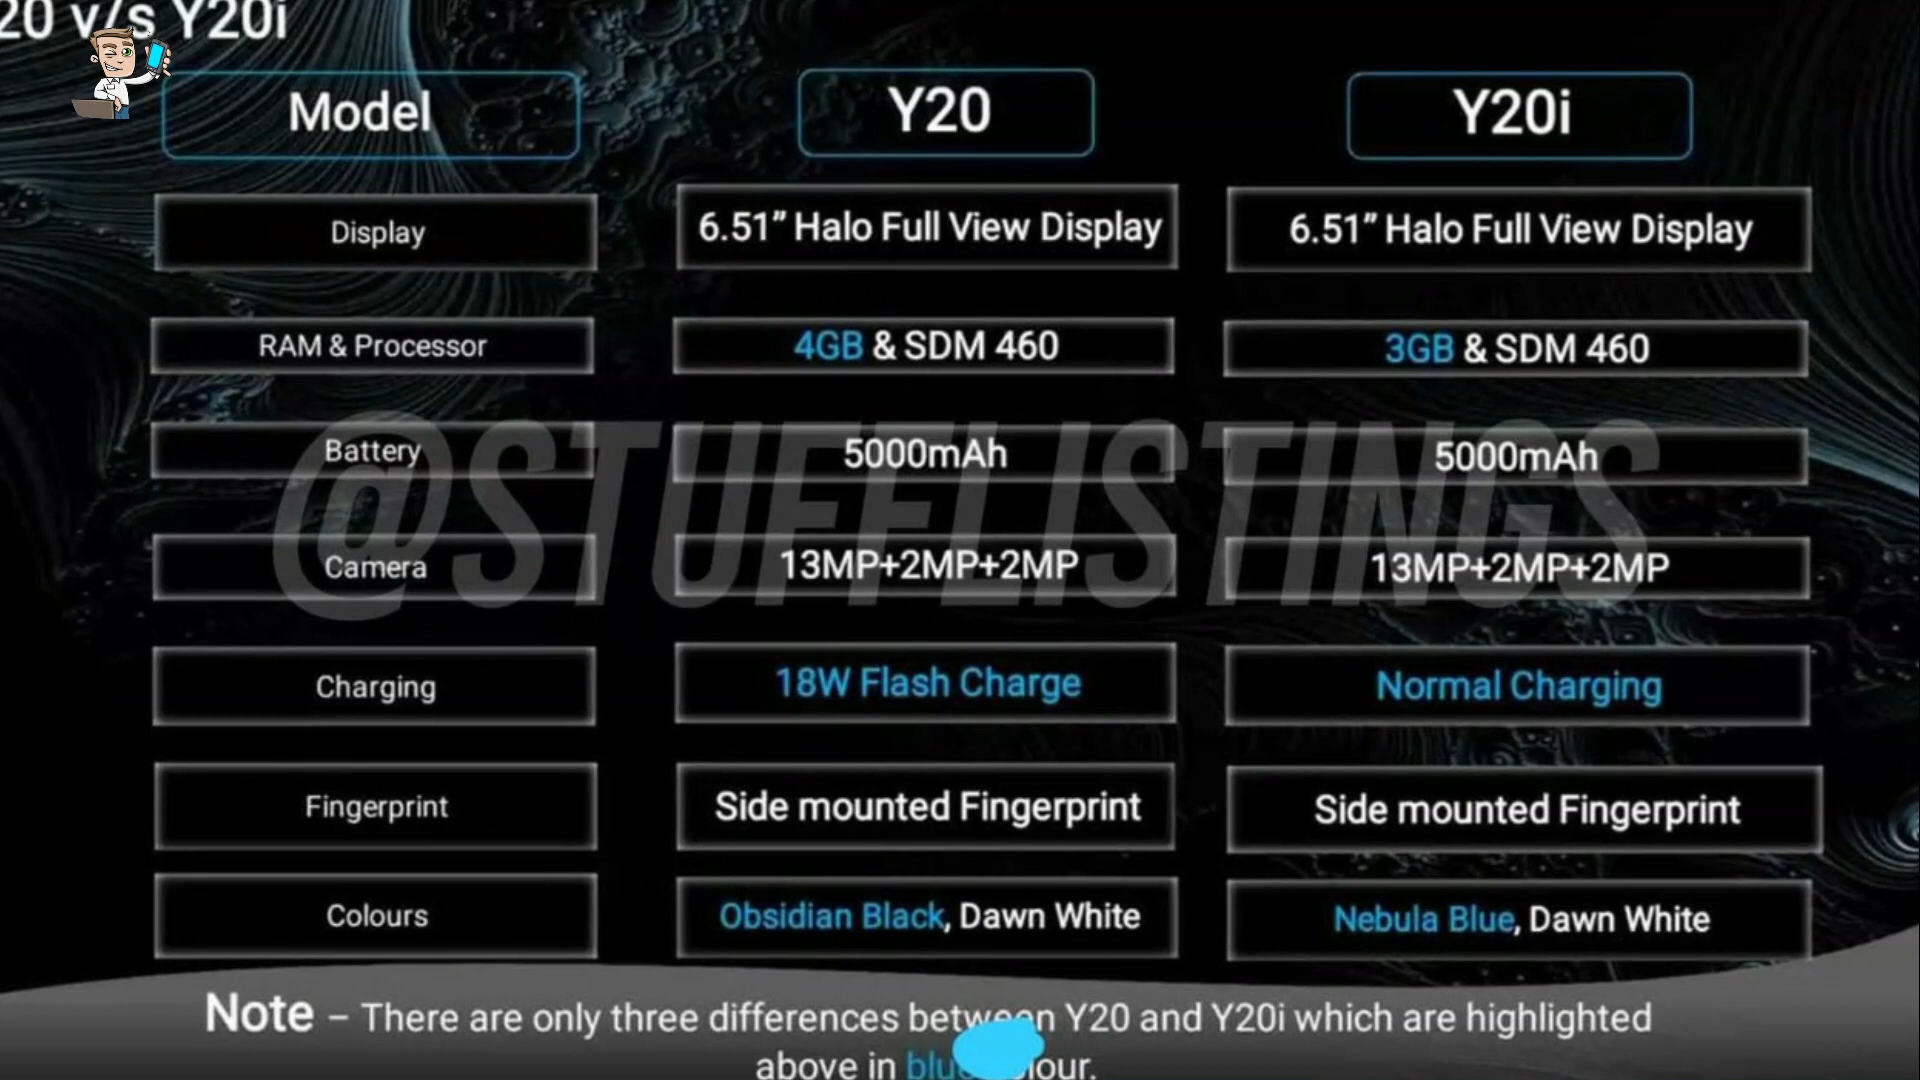 20 v/s Y20i
Model Y20 Y20i
Display 6.51” Halo Full View Display 6.51” Halo Full View Display
RAM & Processor 4GB & SDM 460 3GB & SDM 460
Battery 5000mAh 5000mAh
@STUFFLISTINGS
Camera 13MP+2MP+2MP 13MP+2MP+2MP
Charging 18W Flash Charge Normal Charging
Fingerprint Side mounted Fingerprint Side mounted Fingerprint
Colours Obsidian Black, Dawn White Nebula Blue, Dawn White
Note – There are only three differences between Y20 and Y20i which are highlighted
above in blue